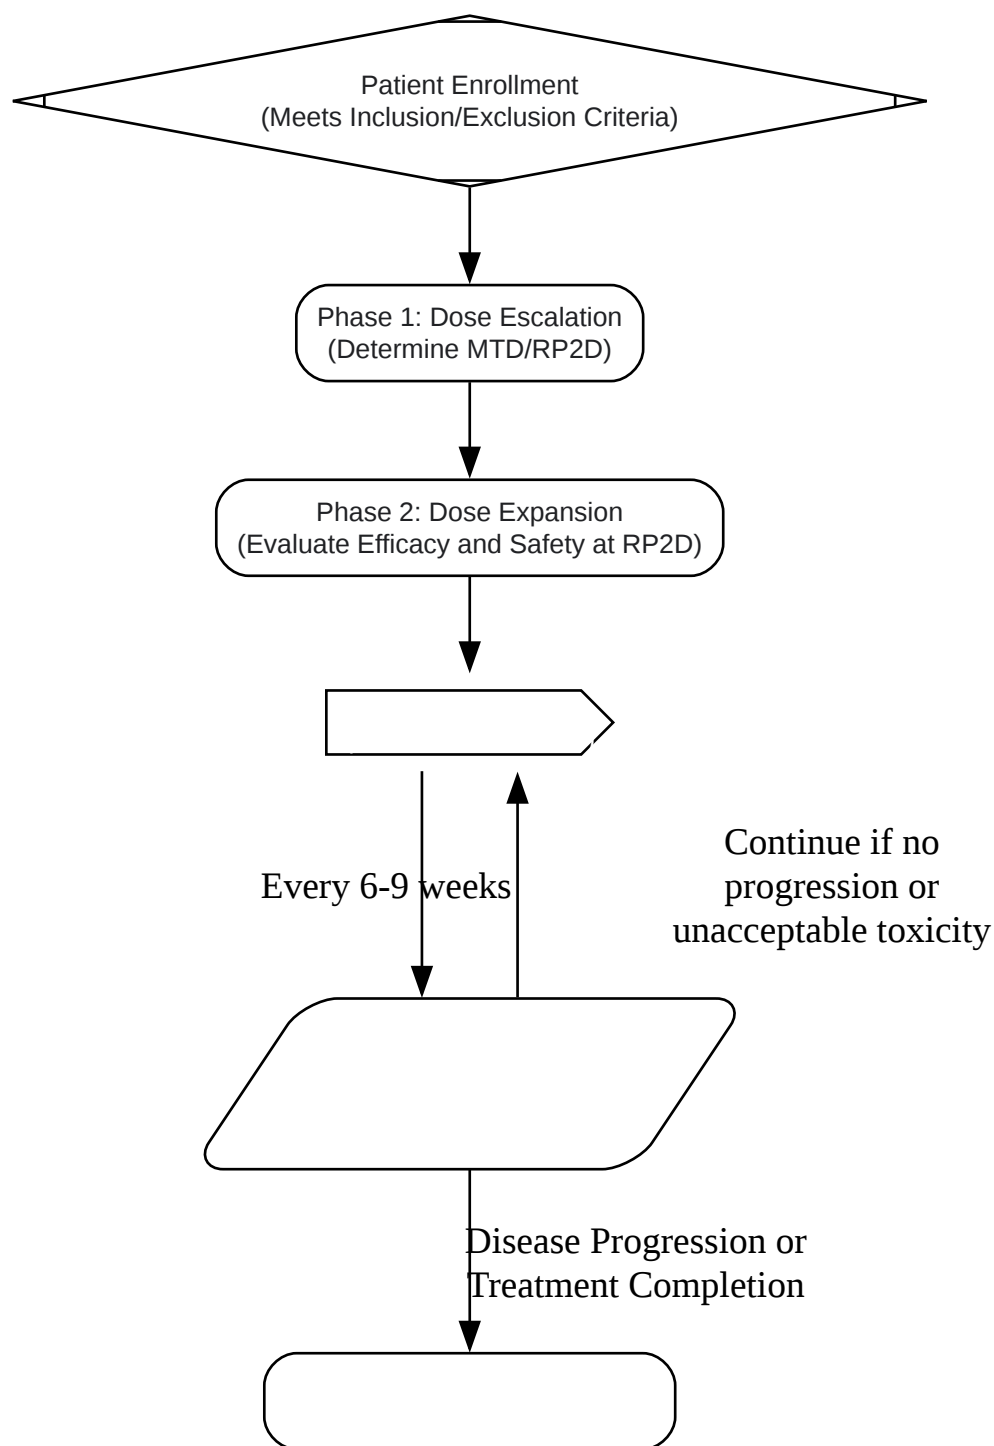 Patient Enrollment
(Meets Inclusion/Exclusion Criteria)
Phase 1: Dose Escalation
(Determine MTD/RP2D)
Phase 2: Dose Expansion
(Evaluate Efficacy and Safety at RP2D)
Every 6-9 weeks
Continue if no
progression or
unacceptable toxicity
Disease Progression or
Treatment Completion